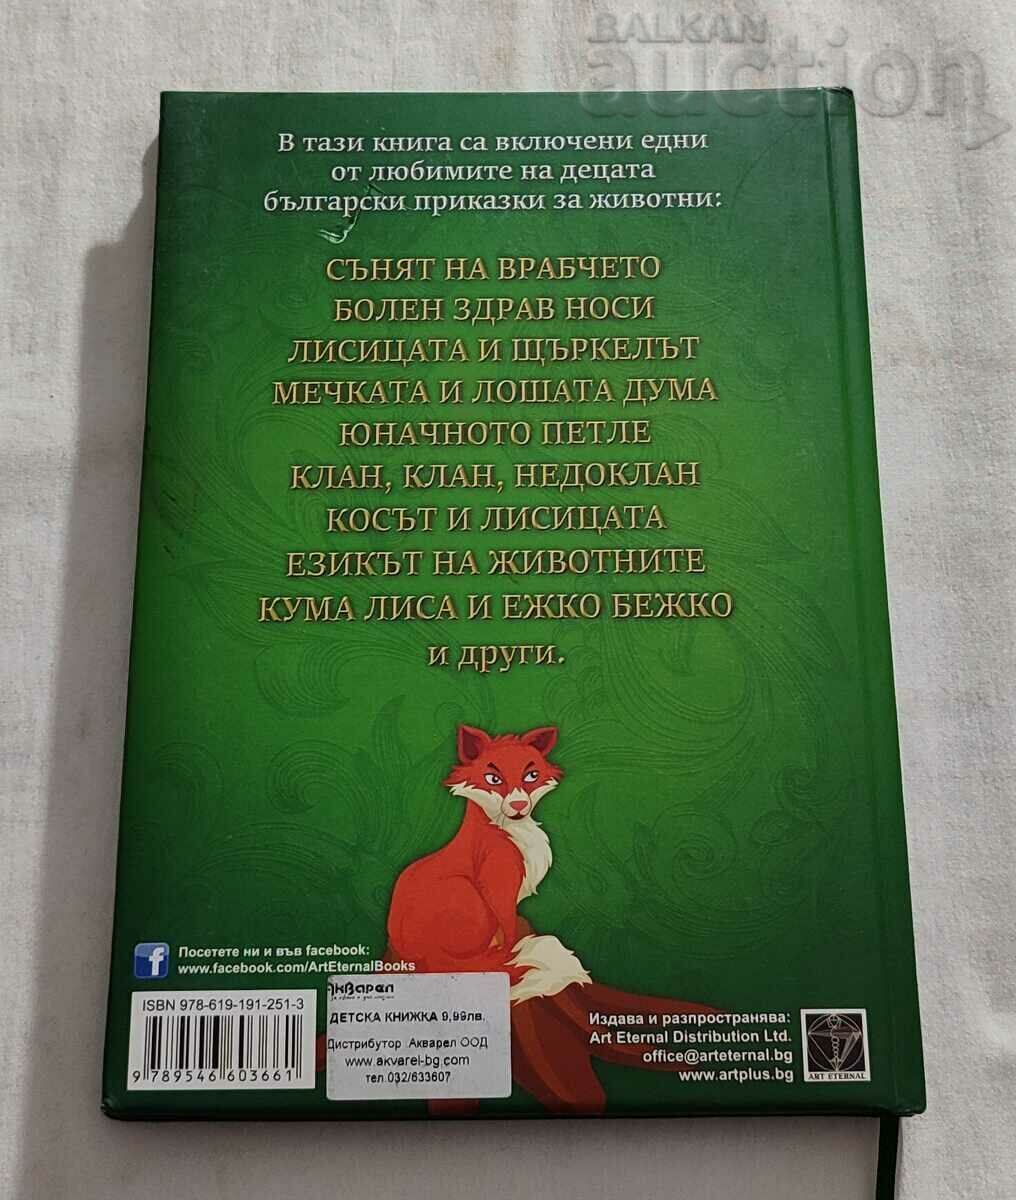 BALKAN
auction
В тази книга са включени едни
от любимите на децата
български приказки за животни:
СЪНЯТ НА ВРАБЧЕТО
БОЛЕН ЗДРАВ НОСИ
ЛИСИЦАТА И ЩЪРКЕЛЪТ
МЕЧКАТА И ЛОШАТА ДУМА
ЮНАЧНОТО ПЕТЛЕ
КЛАН, КЛАН, НЕДОКЛАН
КОСЪТ И ЛИСИЦАТА
ЕЗИКЪТ НА ЖИВОТНИТЕ
КУМА ЛИСА И ЕЖКО БЕЖКО
и други.
Посетете ни и във facebook:
www.facebook.com/ArtEternalBooks
ISBN 978-619-191-251-3
9 789546 603661
Акварел
ДЕТСКА КНИЖКА 9,99лв.
Дистрибутор Акварел ООД
www.akvarel-bg.com
тел.032/633607
Издава и разпространява:
Art Eternal Distribution Ltd.
office@arteternal.bg
www.artplus.bg
ART ETERNAL